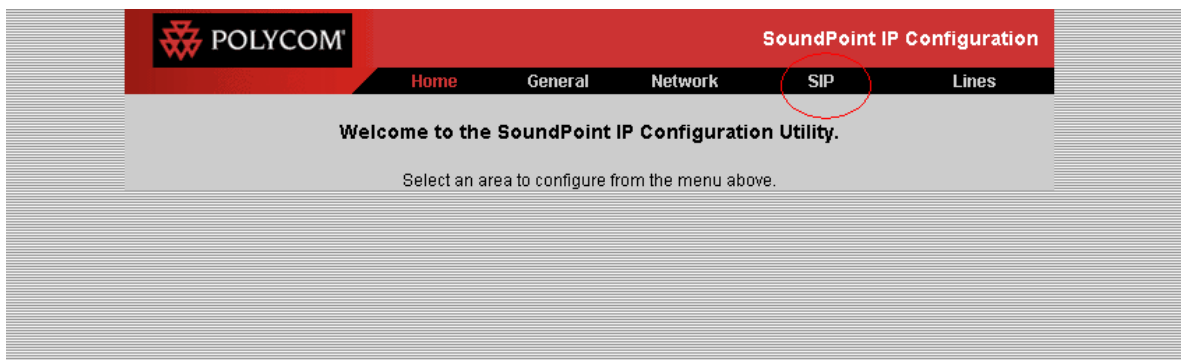 POLYCOM
SoundPoint IP Configuration
Home General Network SIP Lines
Welcome to the SoundPoint IP Configuration Utility.
Select an area to configure from the menu above.